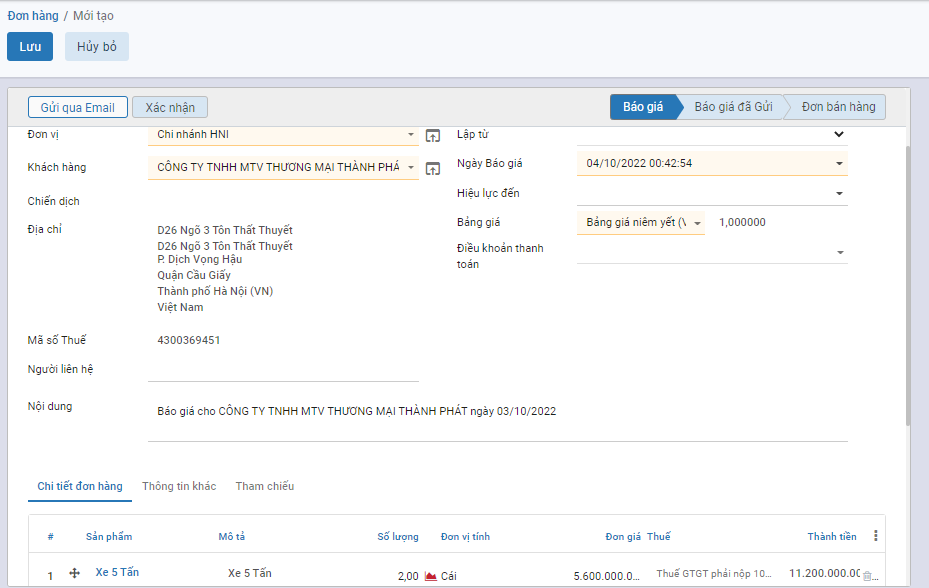 Đơn hàng / Mới tạo
Lưu Hủy bỏ
Gửi qua Email Xác nhận Báo giá Báo giá đã Gửi Đơn bán hàng
Đơn vị Chi nhánh HNI Lập từ
Khách hàng CÔNG TY TNHH MTV THƯƠNG MẠI THÀNH PHÁ Ngày Báo giá 04/10/2022 00:42:54
Chiến dịch Hiệu lực đến
Địa chỉ Bảng giá Bảng giá niêm yết (V 1,000000
D26 Ngõ 3 Tôn Thất Thuyết Điều khoản thanh
D26 Ngõ 3 Tôn Thất Thuyết toán
P. Dịch Vọng Hậu
Quận Cầu Giấy
Thành phố Hà Nội (VN)
Việt Nam
Mã số Thuế 4300369451
Người liên hệ
Nội dung Báo giá cho CÔNG TY TNHH MTV THƯƠNG MẠI THÀNH PHÁT ngày 03/10/2022
Chi tiết đơn hàng Thông tin khác Tham chiếu
# Sản phẩm Mô tả Số lượng Đơn vị tính Đơn giá Thuế Thành tiền
1 Xe 5 Tấn Xe 5 Tấn 2,00 Cái 5.600.000.0... Thuế GTGT phải nộp 10... 11.200.000.00...